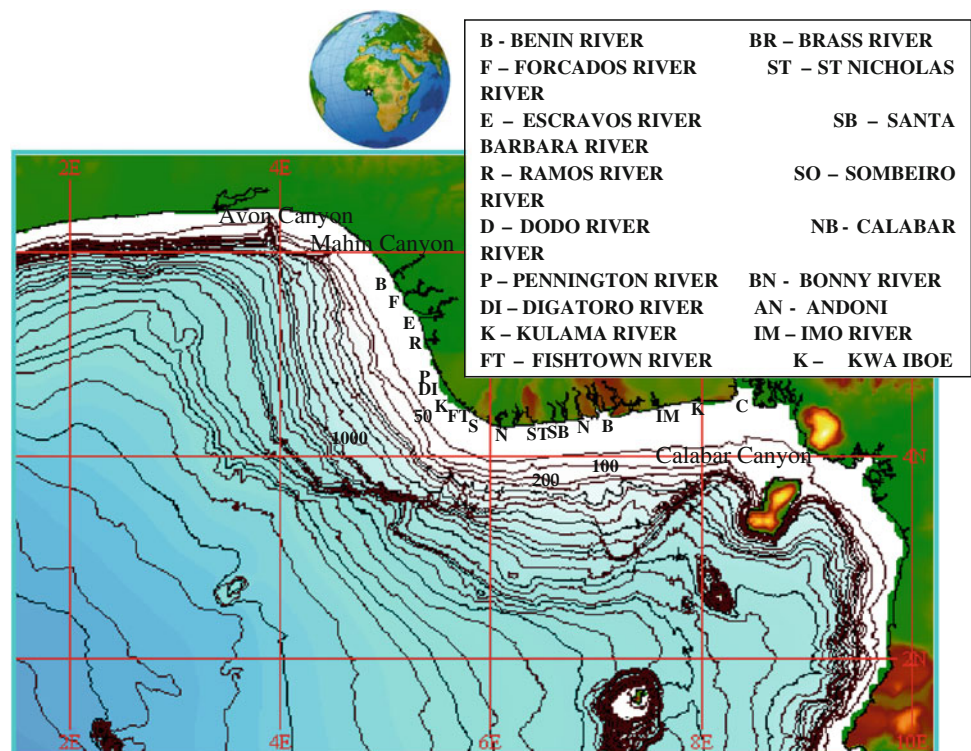 B - BENIN RIVER BR – BRASS RIVER
F – FORCADOS RIVER ST – ST NICHOLAS
RIVER
E – ESCRAVOS RIVER SB – SANTA
BARBARA RIVER
R – RAMOS RIVER SO – SOMBEIRO
RIVER
D – DODO RIVER NB - CALABAR
RIVER
P – PENNINGTON RIVER BN - BONNY RIVER
DI – DIGATORO RIVER AN - ANDONI
K – KULAMA RIVER IM – IMO RIVER
FT – FISHTOWN RIVER K – KWA IBOE
2E 4E
Avon Canyon
Mahin Canyon
B
F
E
R
P
DI
K
50 FT
S
N
ST SB N B IM K C
1000
100
200
Calabar Canyon
4N
2N
2E 4E 6E 8E 10E